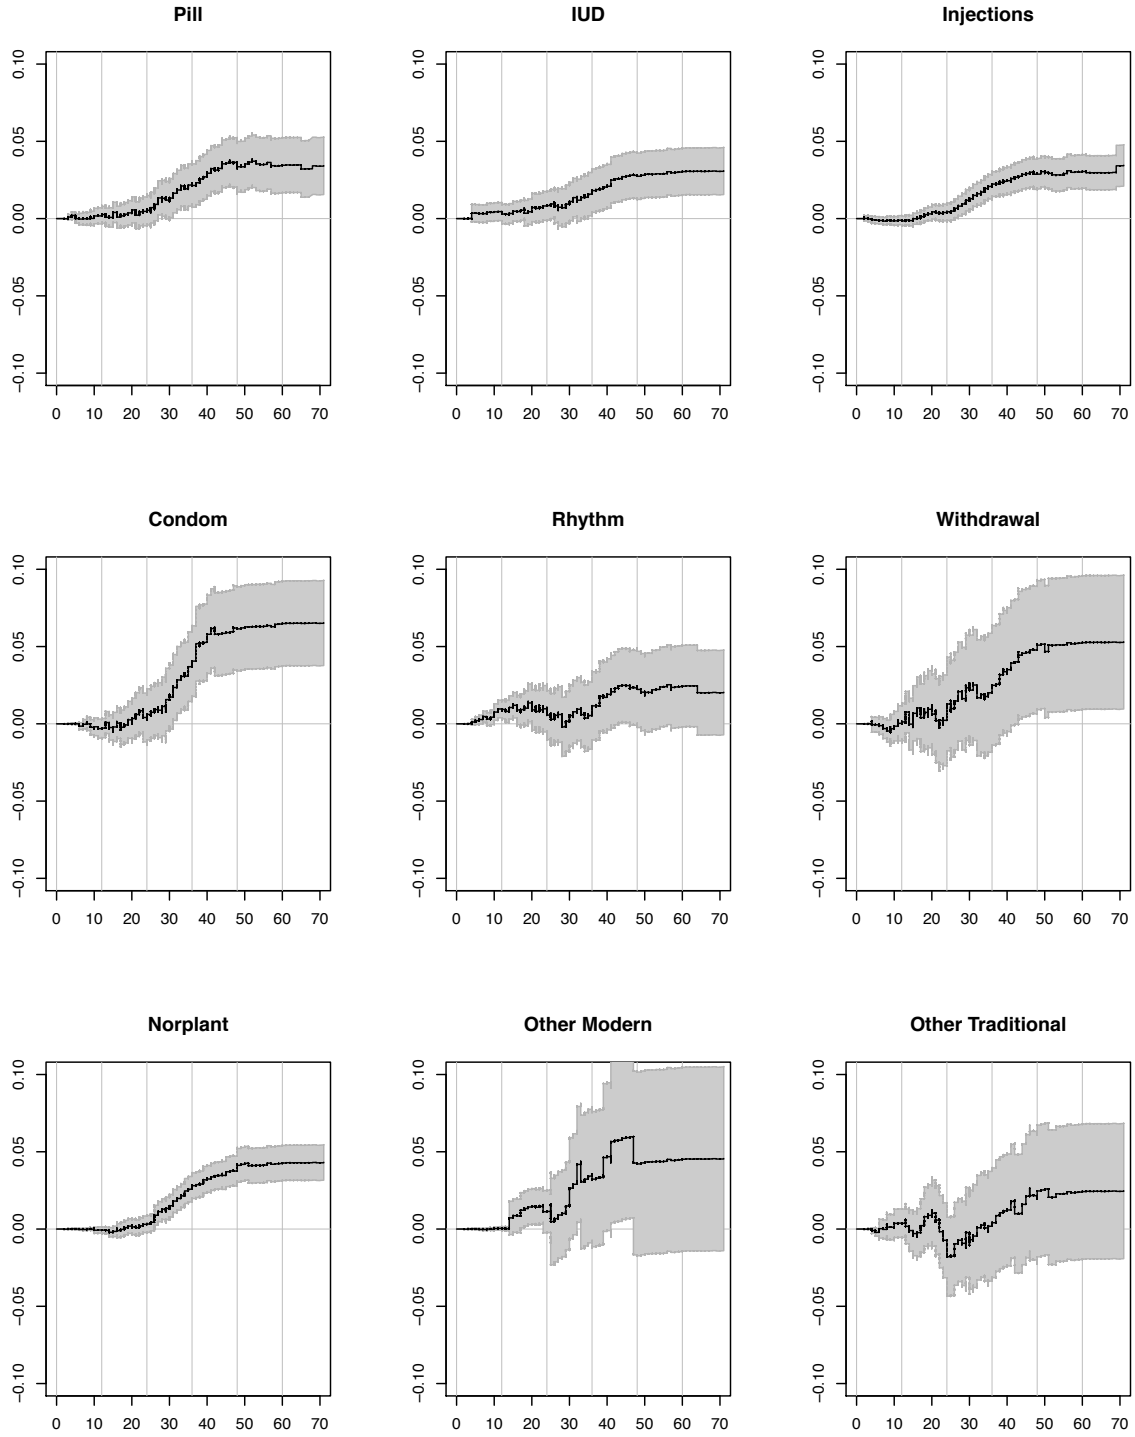 Pill IUD Injections
0.10 0.10 0.10
0.05 0.05 0.05
0.00 0.00 0.00
−0.05 −0.05 −0.05
−0.10 −0.10 −0.10
0 10 20 30 40 50 60 70 0 10 20 30 40 50 60 70 0 10 20 30 40 50 60 70
Condom Rhythm Withdrawal
0.10 0.10 0.10
0.05 0.05 0.05
0.00 0.00 0.00
−0.05 −0.05 −0.05
−0.10 −0.10 −0.10
0 10 20 30 40 50 60 70 0 10 20 30 40 50 60 70 0 10 20 30 40 50 60 70
Norplant Other Modern Other Traditional
0.10 0.10 0.10
0.05 0.05 0.05
0.00 0.00 0.00
−0.05 −0.05 −0.05
−0.10 −0.10 −0.10
0 10 20 30 40 50 60 70 0 10 20 30 40 50 60 70 0 10 20 30 40 50 60 70